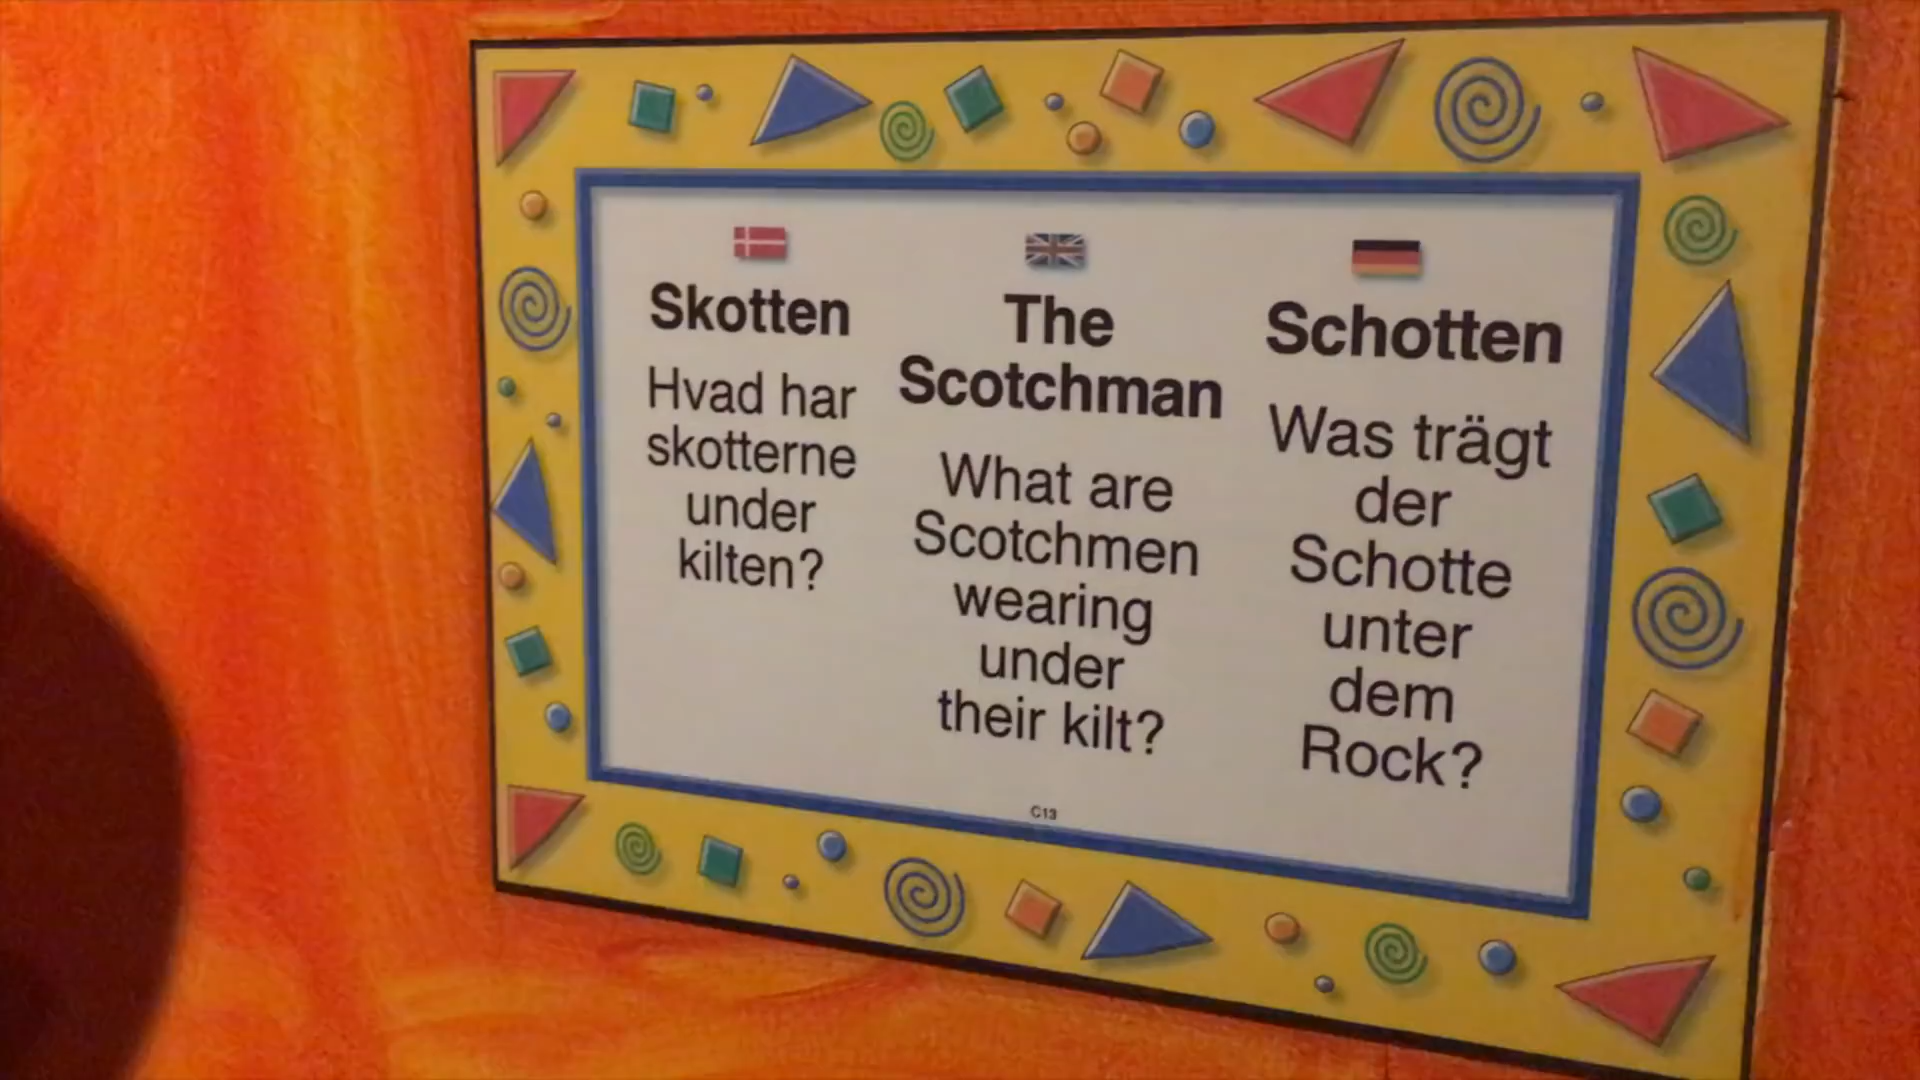 Skotten
Hvad har
skotterne
under
kilten?
The
Scotchman
What are
Scotchmen
wearing
under
their kilt?
Schotten
Was trägt
der
Schotte
unter
dem
Rock?
C13